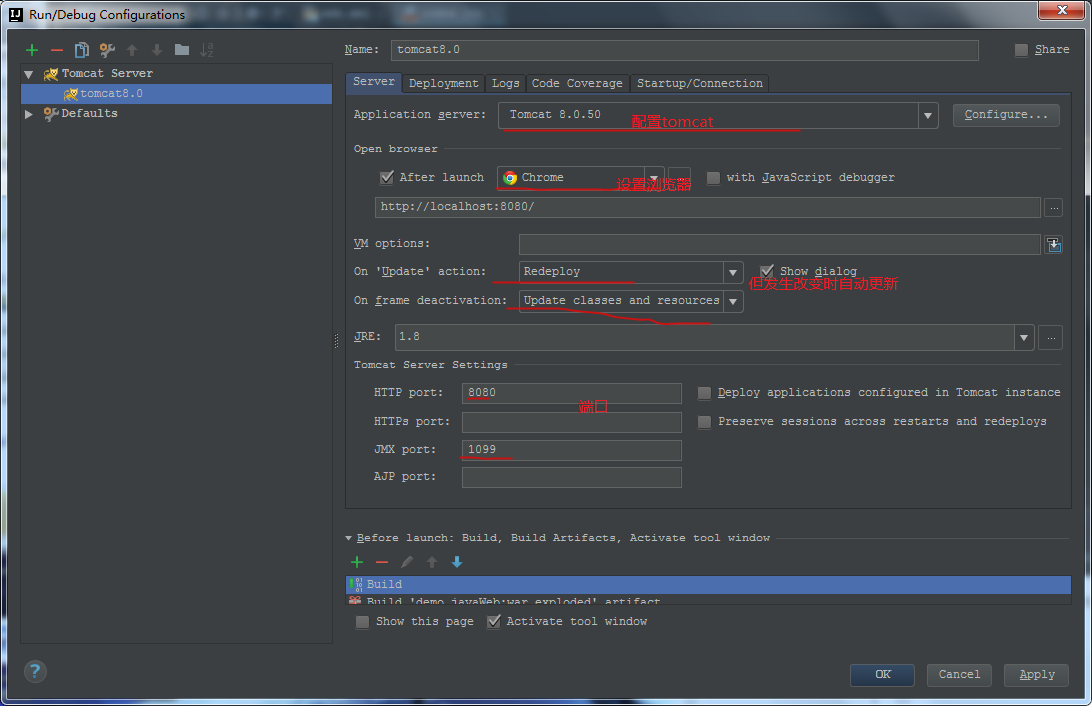 Run/Debug Configurations
Name: tomcat8.0 Share
Tomcat Server
tomcat8.0
Defaults
Server Deployment Logs Code Coverage Startup/Connection
Application server: Tomcat 8.0.50 配置tomcat Configure...
Open browser
After launch Chrome 设置浏览器 with JavaScript debugger
http://localhost:8080/
VM options:
On 'Update' action: Redeploy Show dialog
但发生改变时自动更新
On frame deactivation: Update classes and resources
JRE: 1.8
Tomcat Server Settings
HTTP port: 8080 Deploy applications configured in Tomcat instance
端口
HTTPs port: Preserve sessions across restarts and redeploys
JMX port: 1099
AJP port:
Before launch: Build, Build Artifacts, Activate tool window
Build
Build 'demo_javaWeb:war exploded' artifact
Show this page Activate tool window
? OK Cancel Apply